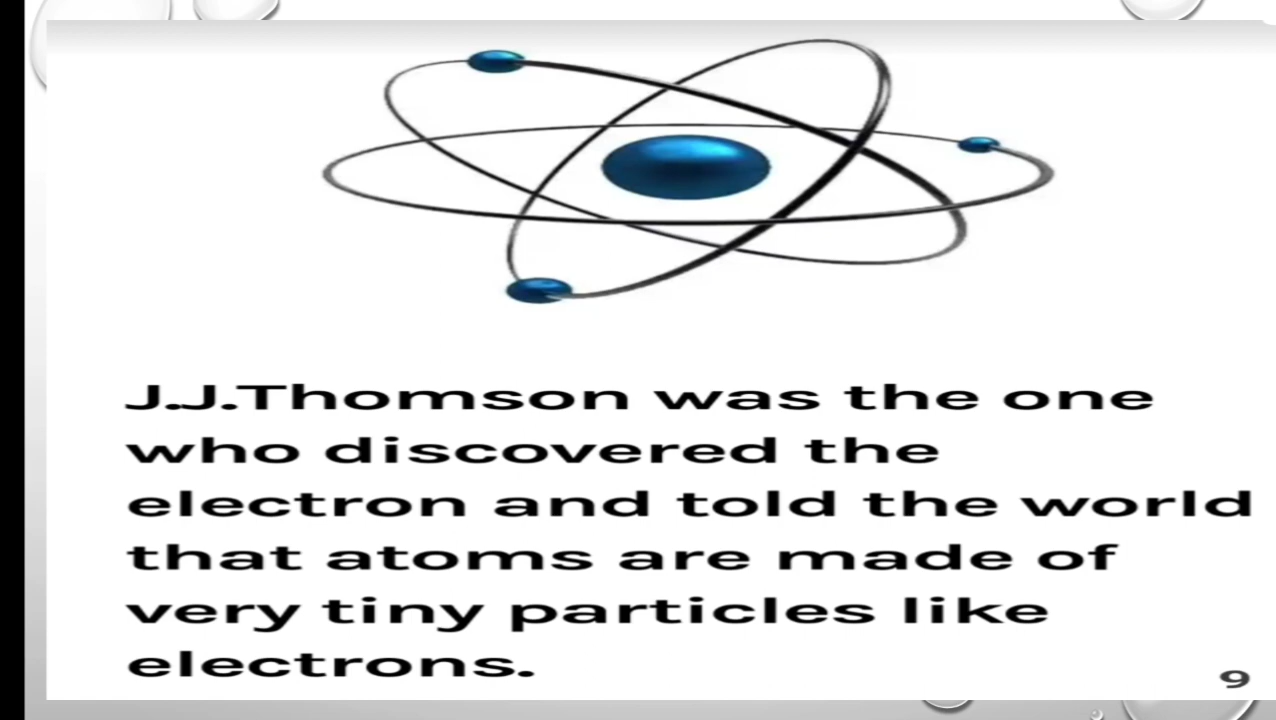 J.J.Thomson was the one
who discovered the
electron and told the world
that atoms are made of
very tiny particles like
electrons.
9